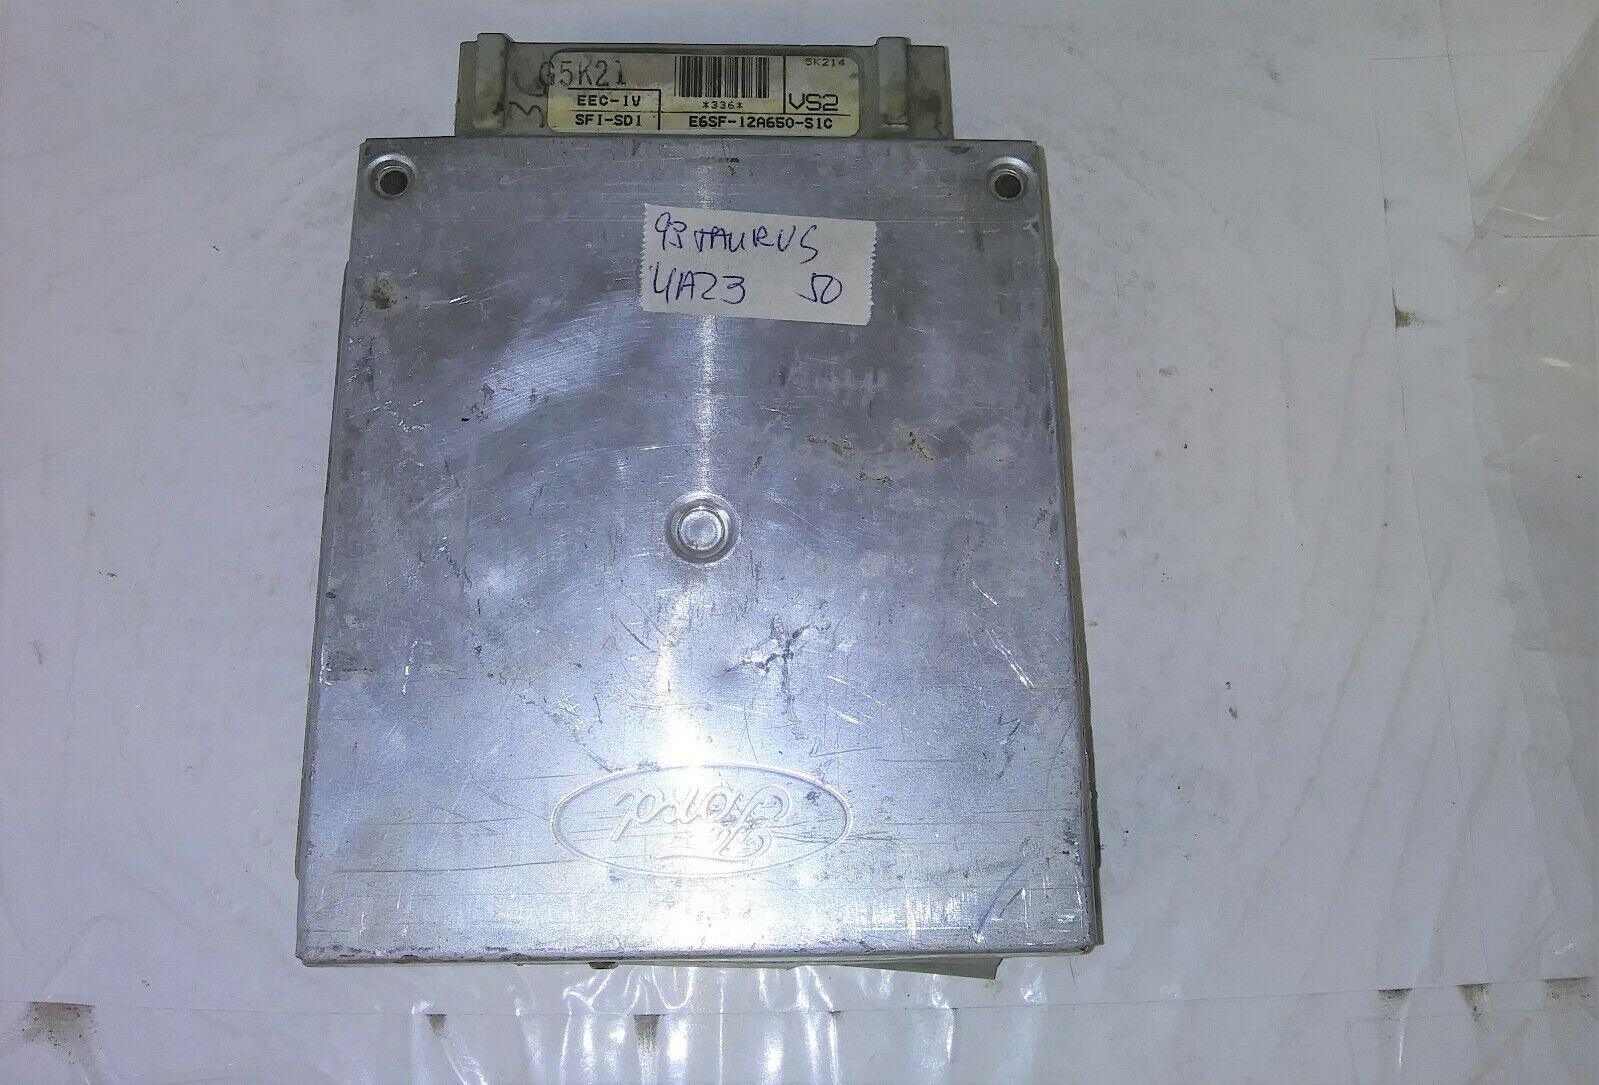 G5K21
5K214
EEC-IV
*336*
VS2
SFI-SD1
E6SF-12A650-S1C
93 TAURUS
4A23 50
Ford